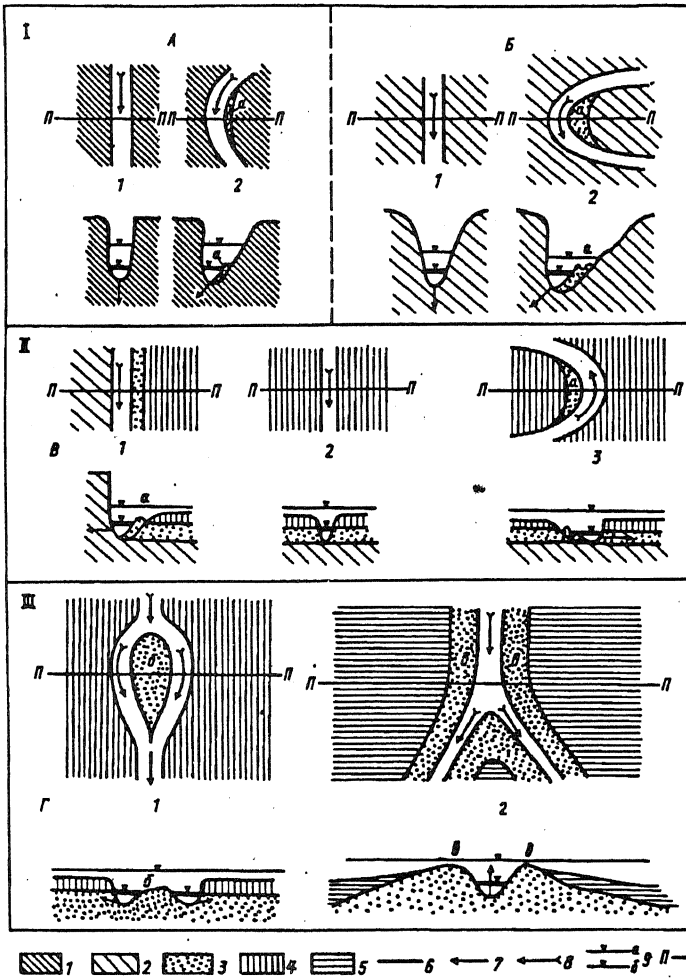 I А Б
П П П а П П П П а П
1 2 1 2
а а
II
П П П П П а П
В 1 2 3
а
III
П б П П в в П
Г 1 2
б в в
1 2 3 4 5 6 7 8 а б 9 П